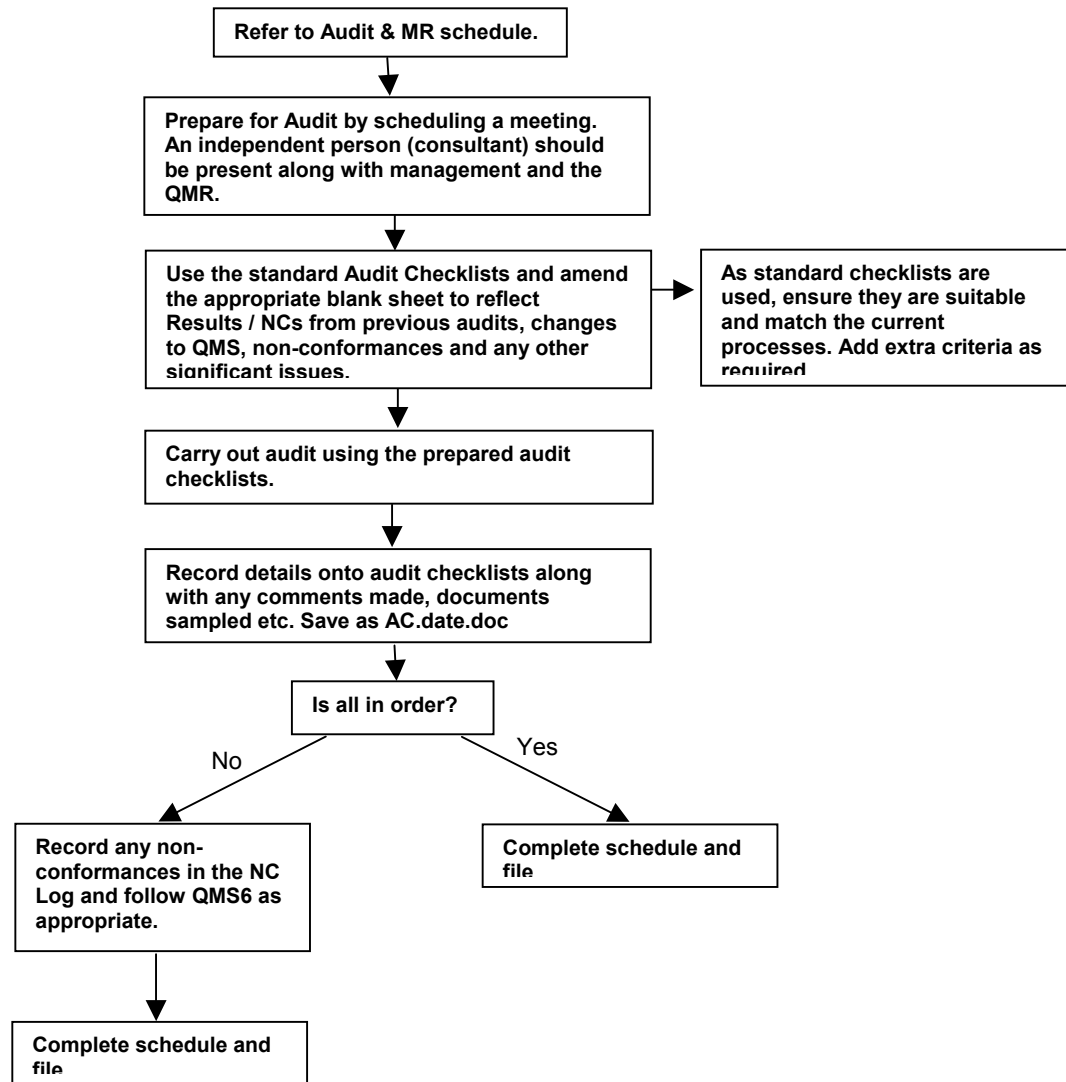 Refer to Audit & MR schedule.
Prepare for Audit by scheduling a meeting.
An independent person (consultant) should
be present along with management and the
QMR.
Use the standard Audit Checklists and amend
the appropriate blank sheet to reflect
Results / NCs from previous audits, changes
to QMS, non-conformances and any other
significant issues.
As standard checklists are
used, ensure they are suitable
and match the current
processes. Add extra criteria as
required
Carry out audit using the prepared audit
checklists.
Record details onto audit checklists along
with any comments made, documents
sampled etc. Save as AC.date.doc
Is all in order?
No
Yes
Record any non-
conformances in the NC
Log and follow QMS6 as
appropriate.
Complete schedule and
file
Complete schedule and
file